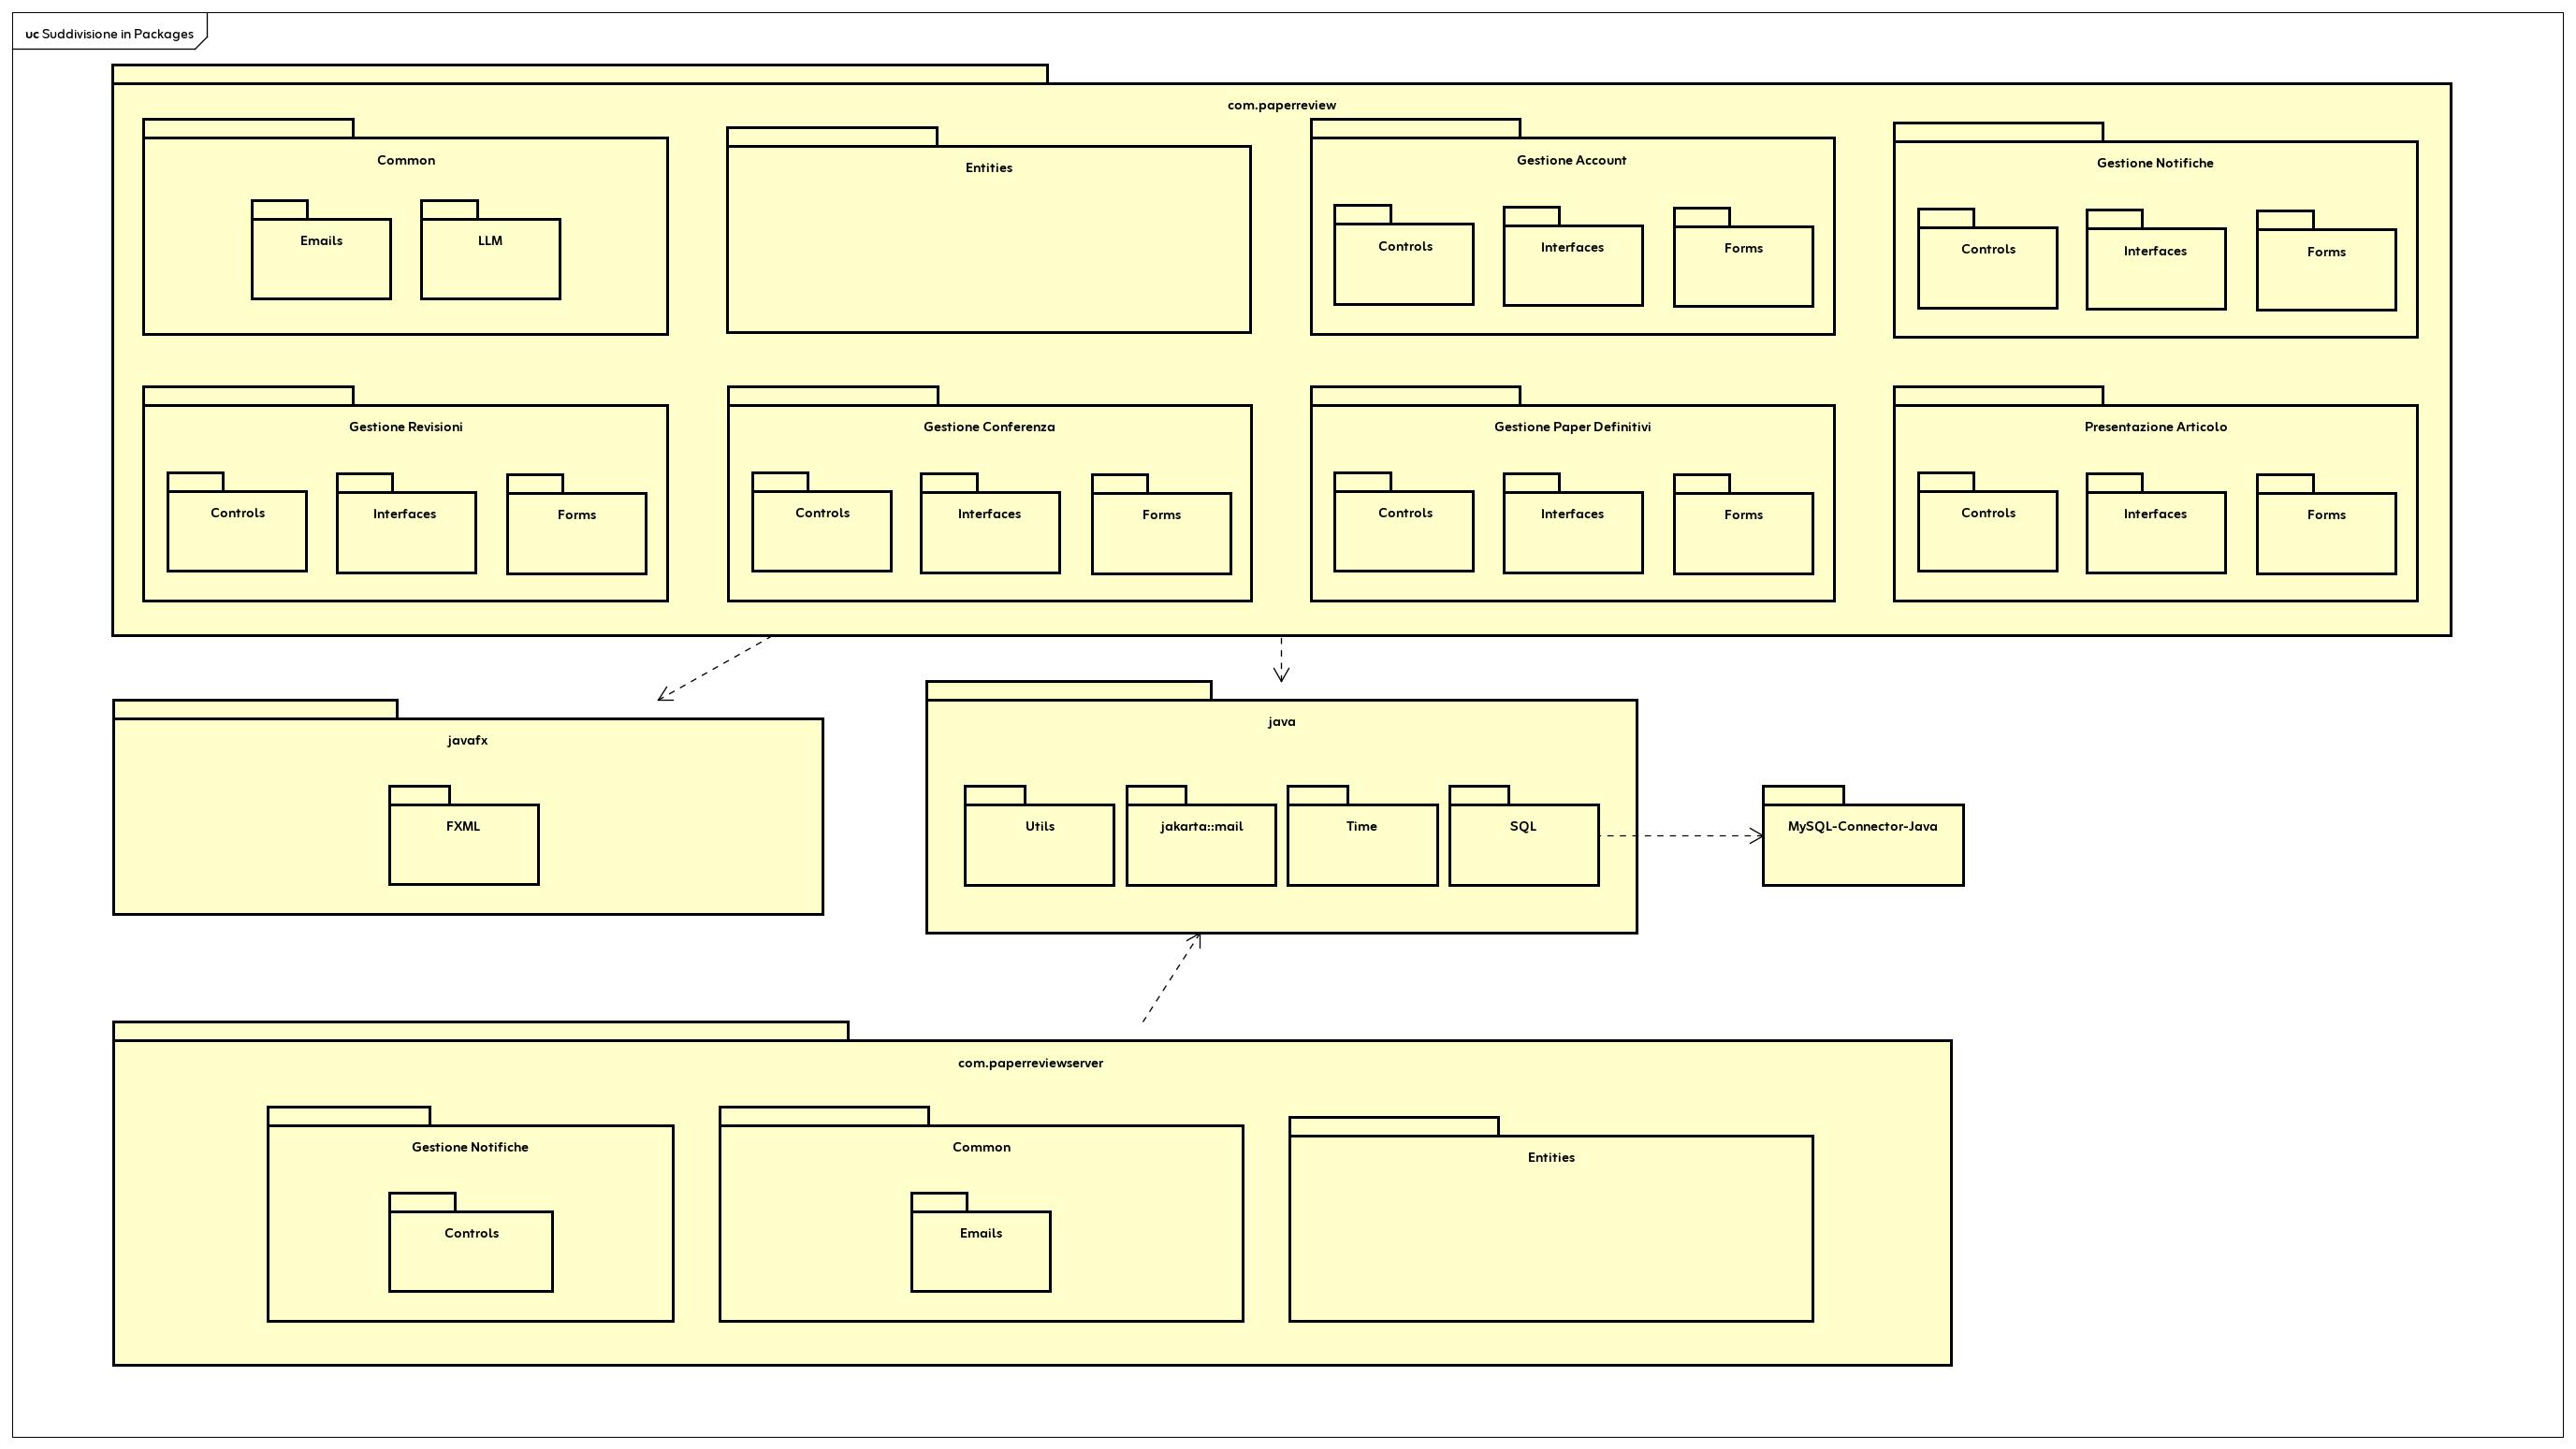 uc Suddivisione in Packages
com.paperreview
Common
Emails
LLM
Entities
Gestione Account
Controls
Interfaces
Forms
Gestione Notifiche
Controls
Interfaces
Forms
Gestione Revisioni
Controls
Interfaces
Forms
Gestione Conferenza
Controls
Interfaces
Forms
Gestione Paper Definitivi
Controls
Interfaces
Forms
Presentazione Articolo
Controls
Interfaces
Forms
javafx
FXML
java
Utils
jakarta::mail
Time
SQL
MySQL-Connector-Java
com.paperreviewserver
Gestione Notifiche
Controls
Common
Emails
Entities